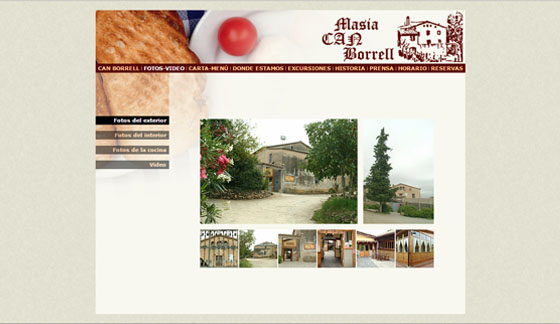 Masia
CAN
Borrell
CAN BORRELL | FOTOS-VIDEO | CARTA-MENÚ | DONDE ESTAMOS | EXCURSIONES | HISTORIA | PRENSA | HORARIO | RESERVAS
Fotos del exterior
Fotos del interior
Fotos de la cocina
Video